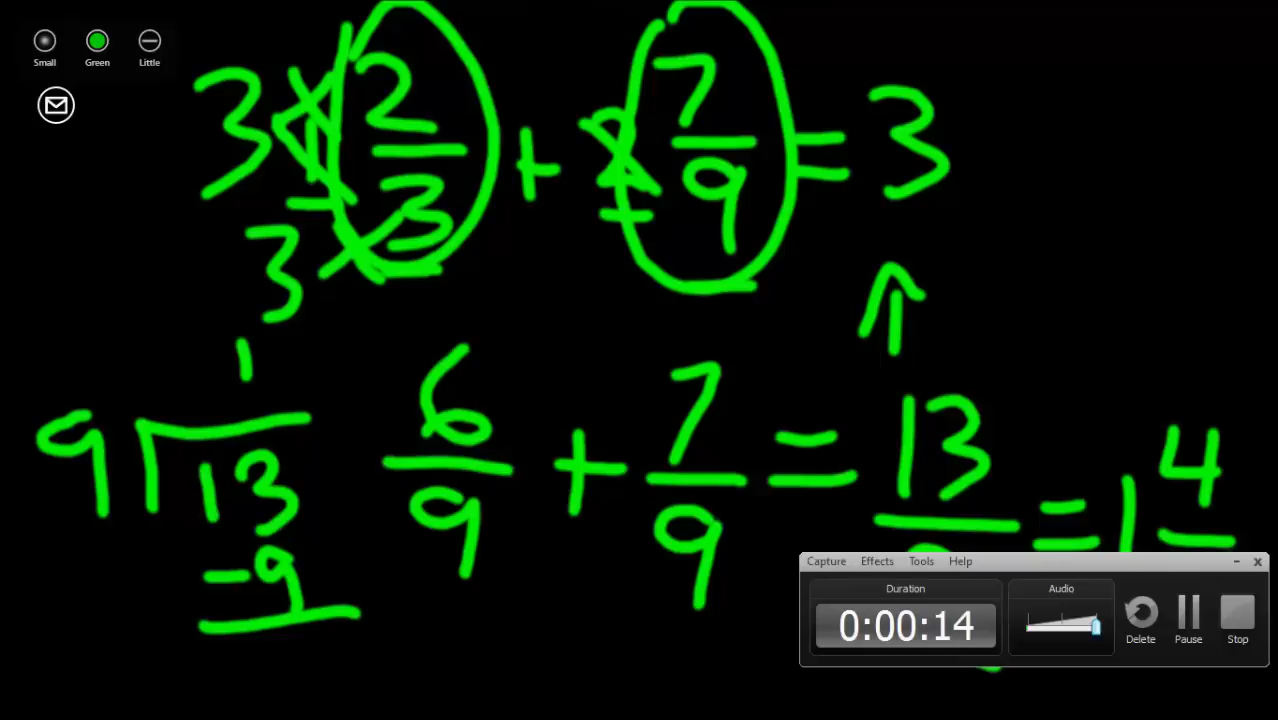 Small Green Little
3 × 2/3 + 7/9 = 3
3
1
9 13 6/9 + 7/9 = 13 = 1 4
-9
Capture Effects Tools Help
Duration Audio
0:00:14
Delete Pause Stop